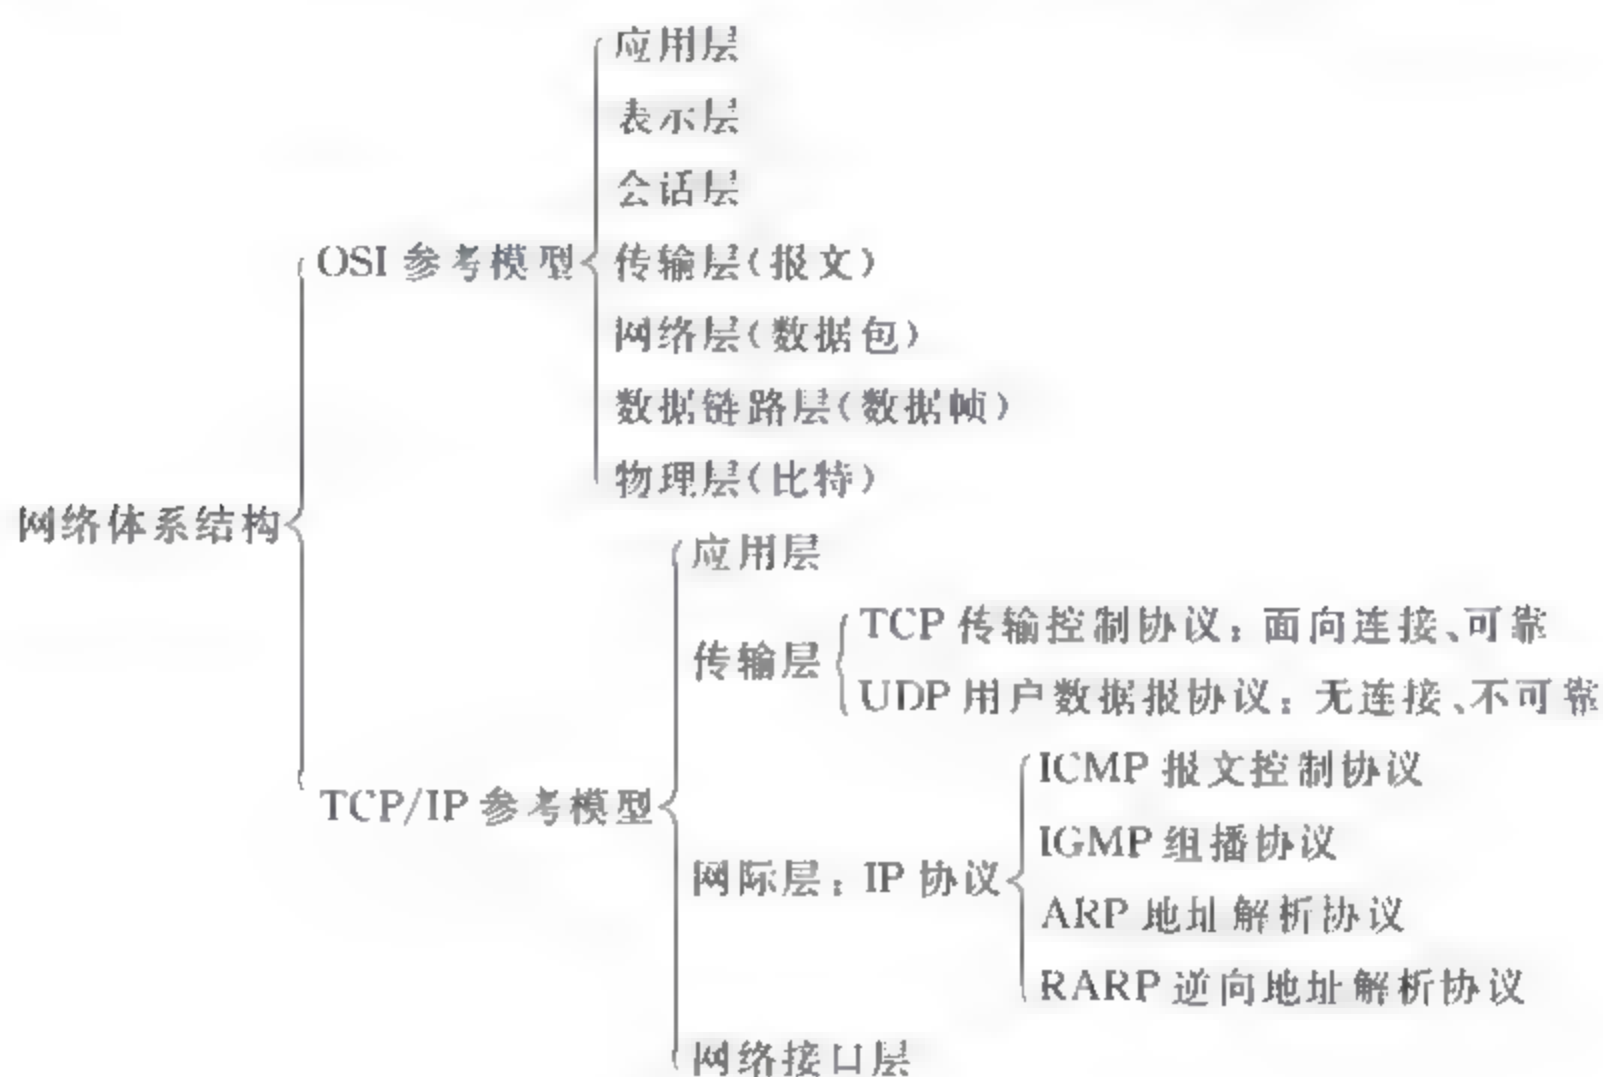 应用层
表示层
会话层
OSI 参考模型
传输层(报文)
网络层(数据包)
数据链路层(数据帧)
物理层(比特)
网络体系结构
应用层
TCP 传输控制协议：面向连接、可靠
传输层
UDP 用户数据报协议：无连接、不可靠
ICMP 报文控制协议
TCP/IP 参考模型
IGMP 组播协议
网际层：IP 协议
ARP 地址解析协议
RARP 逆向地址解析协议
网络接口层